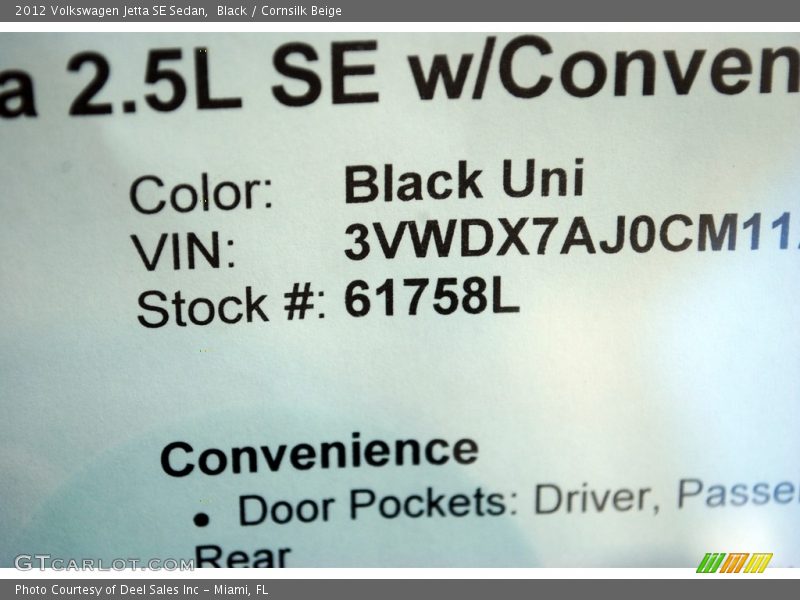 2012 Volkswagen Jetta SE Sedan, Black / Cornsilk Beige
a 2.5L SE w/Conven
Color: Black Uni
VIN: 3VWDX7AJ0CM11
Stock #: 61758L
Convenience
• Door Pockets: Driver, Passe
Rear
GTcarlot.com
Photo Courtesy of Deel Sales Inc - Miami, FL